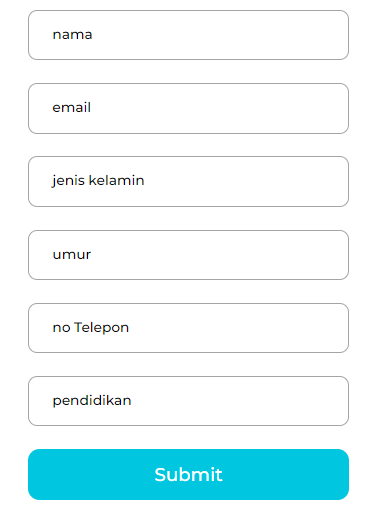 nama
email
jenis kelamin
umur
no Telepon
pendidikan
Submit